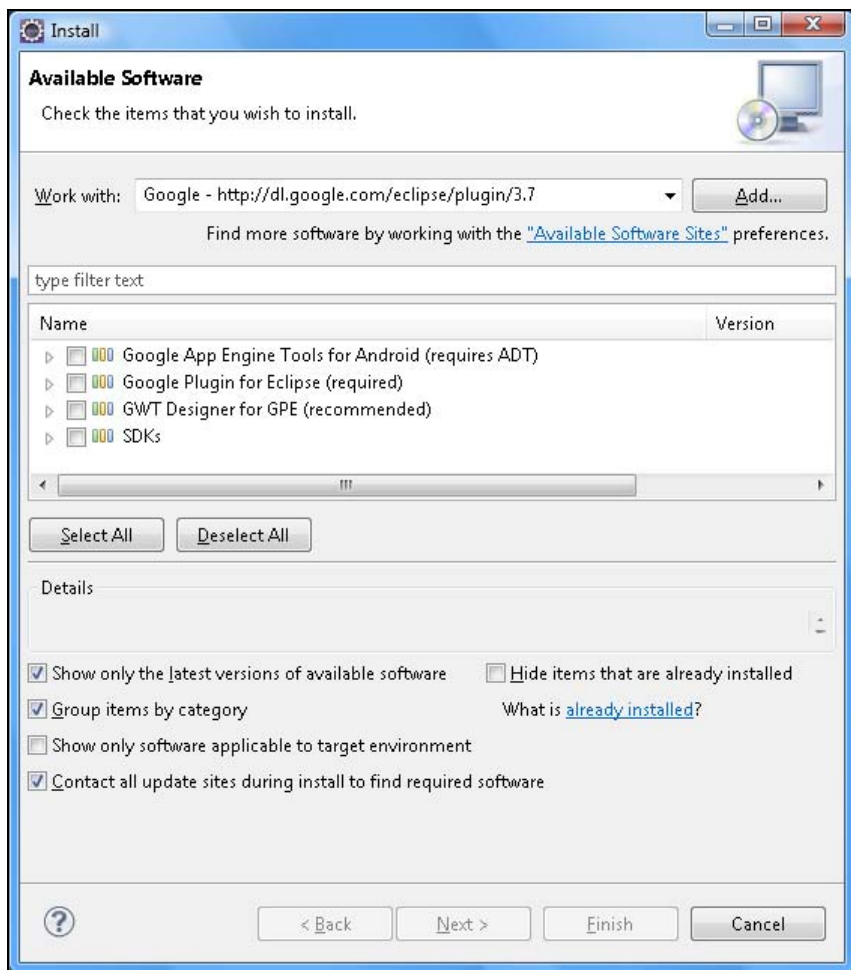 Install
Available Software
Check the items that you wish to install.
Work with: Google - http://dl.google.com/eclipse/plugin/3.7 Add...
Find more software by working with the "Available Software Sites" preferences.
type filter text
Name Version
Google App Engine Tools for Android (requires ADT)
Google Plugin for Eclipse (required)
GWT Designer for GPE (recommended)
SDKs
Select All Deselect All
Details
Show only the latest versions of available software Hide items that are already installed
Group items by category What is already installed?
Show only software applicable to target environment
Contact all update sites during install to find required software
? < Back Next > Finish Cancel